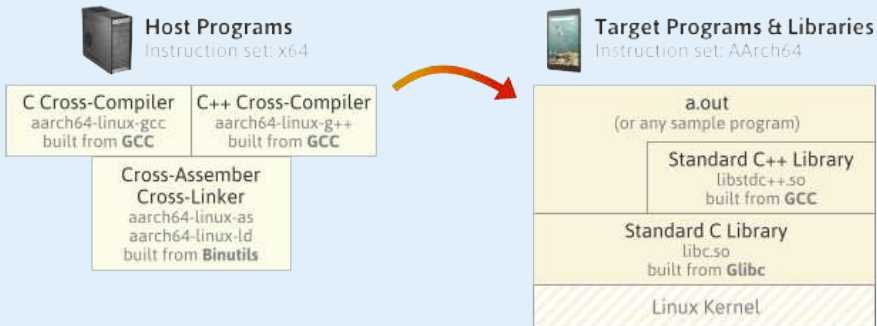 Host Programs
Instruction set: x64
C Cross-Compiler
aarch64-linux-gcc
built from GCC
C++ Cross-Compiler
aarch64-linux-g++
built from GCC
Cross-Assember
Cross-Linker
aarch64-linux-as
aarch64-linux-ld
built from Binutils
Target Programs & Libraries
Instruction set: AArch64
a.out
(or any sample program)
Standard C++ Library
libstdc++.so
built from GCC
Standard C Library
libc.so
built from Glibc
Linux Kernel